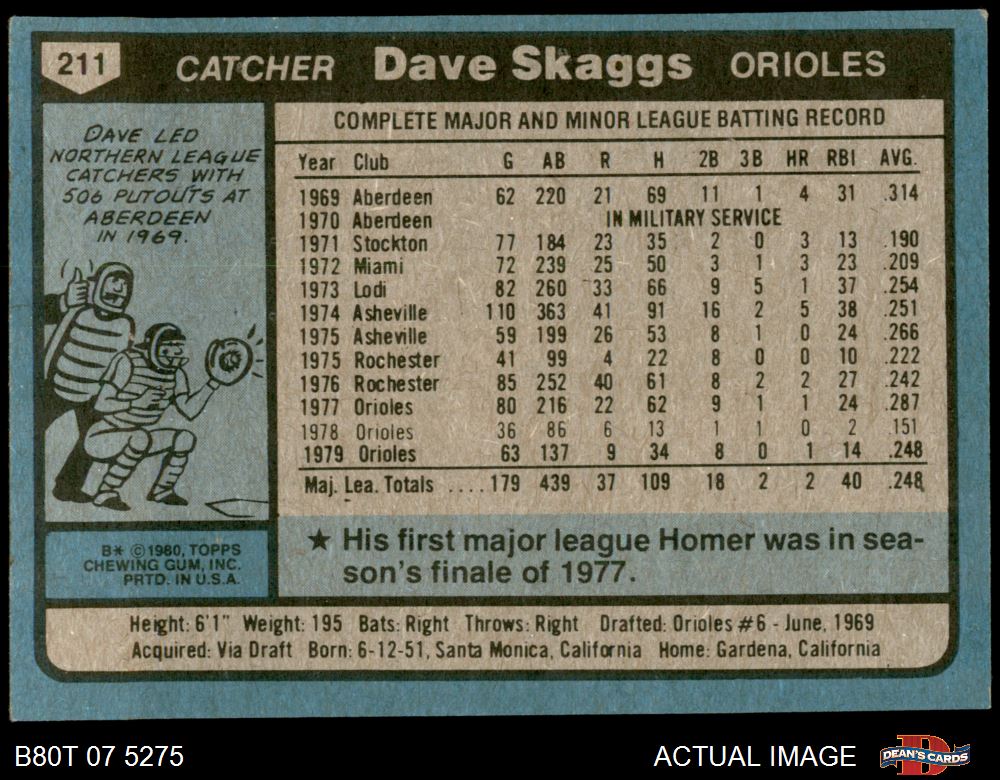 211 CATCHER Dave Skaggs ORIOLES
DAVE LED
NORTHERN LEAGUE
CATCHERS WITH
506 PUTOUTS AT
ABERDEEN
IN 1969.
COMPLETE MAJOR AND MINOR LEAGUE BATTING RECORD
Year Club G AB R H 2B 3B HR RBI AVG.
1969 Aberdeen 62 220 21 69 11 1 4 31 .314
1970 Aberdeen IN MILITARY SERVICE
1971 Stockton 77 184 23 35 2 0 3 13 .190
1972 Miami 72 239 25 50 3 1 3 23 .209
1973 Lodi 82 260 33 66 9 5 1 37 .254
1974 Asheville 110 363 41 91 16 2 5 38 .251
1975 Asheville 59 199 26 53 8 1 0 24 .266
1975 Rochester 41 99 4 22 8 0 0 10 .222
1976 Rochester 85 252 40 61 8 2 2 27 .242
1977 Orioles 80 216 22 62 9 1 1 24 .287
1978 Orioles 36 86 6 13 1 1 0 2 .151
1979 Orioles 63 137 9 34 8 0 1 14 .248
Maj. Lea. Totals ....179 439 37 109 18 2 2 40 .248
★ His first major league Homer was in sea-
son's finale of 1977.
B* © 1980, TOPPS
CHEWING GUM, INC.
PRTD. IN U.S.A.
Height: 6'1" Weight: 195 Bats: Right Throws: Right Drafted: Orioles #6 - June, 1969
Acquired: Via Draft Born: 6-12-51, Santa Monica, California Home: Gardena, California
B80T 07 5275
ACTUAL IMAGE
DEAN'S CARDS